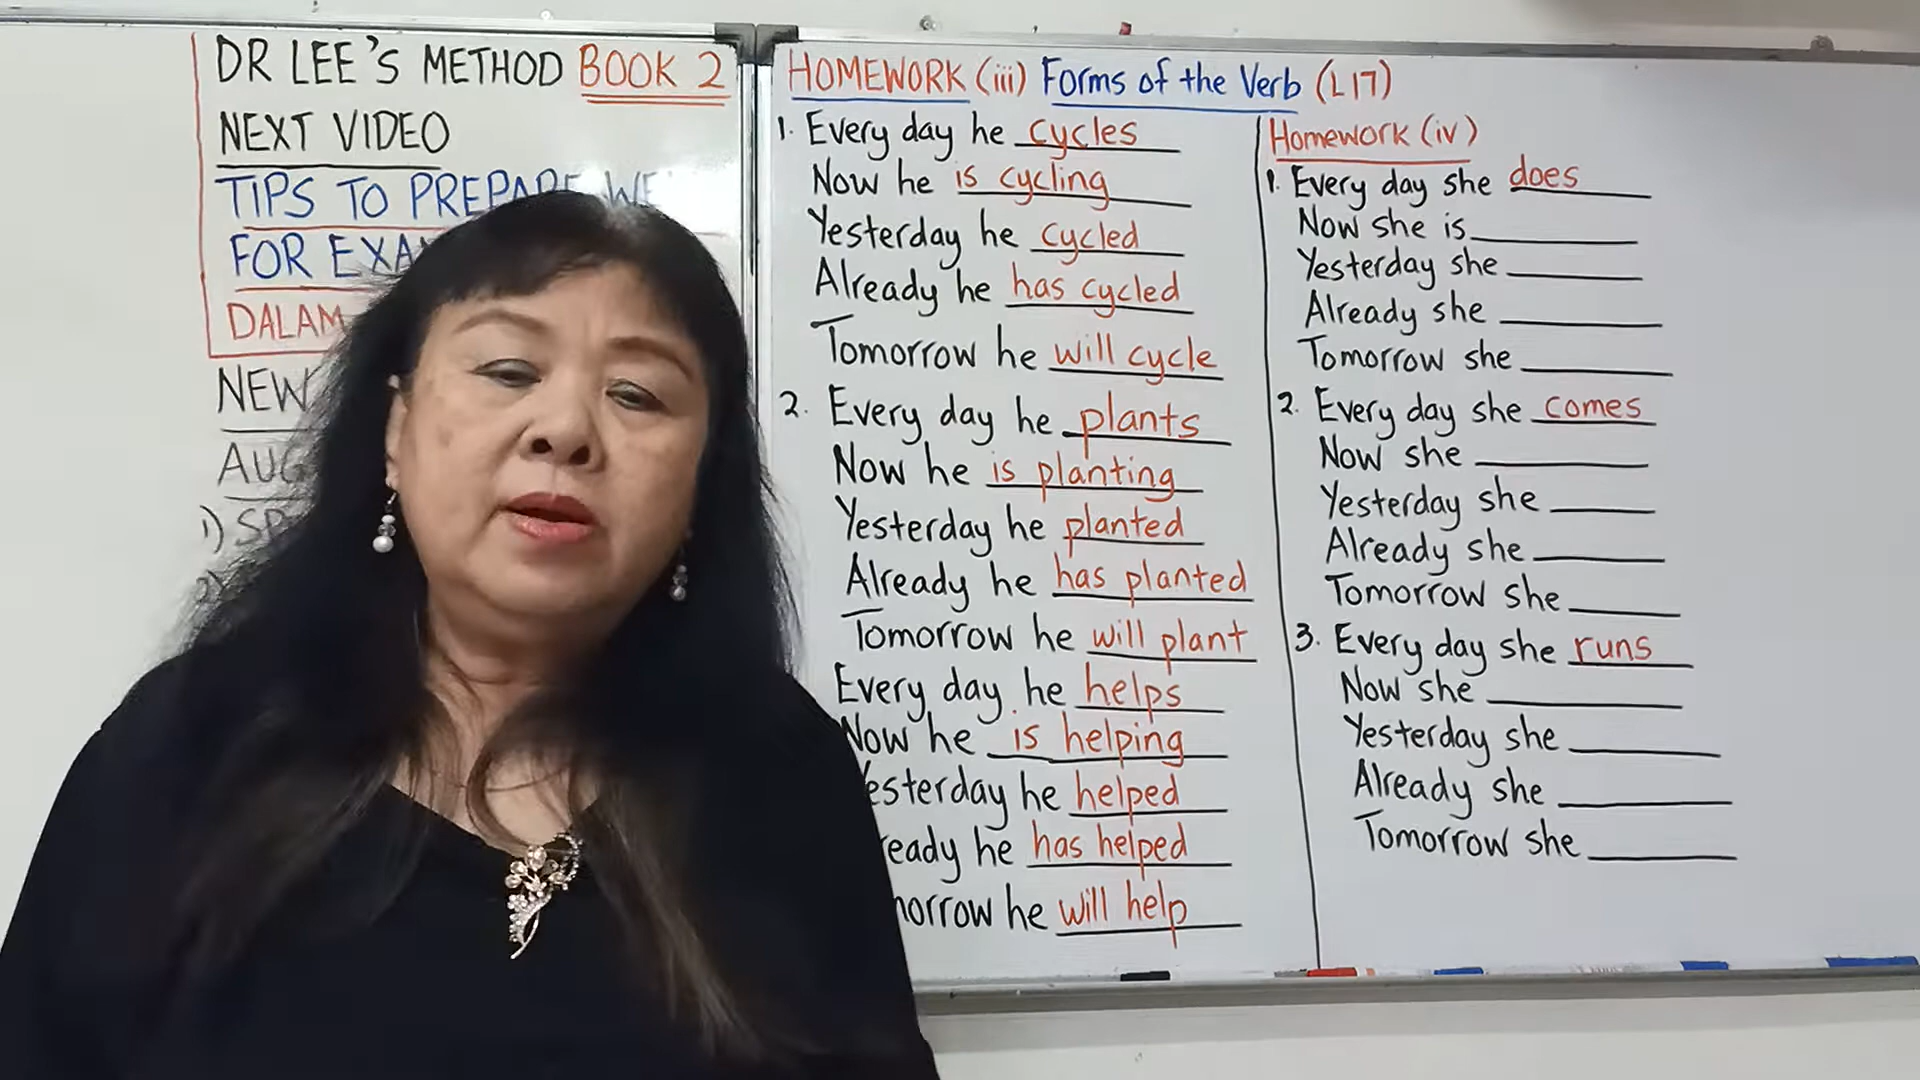 DR LEE'S METHOD BOOK 2
NEXT VIDEO
TIPS TO PREPARE
FOR
DALAM
NEW
1)
HOMEWORK (iii) Forms of the Verb (L17)
1. Every day he cycles
Now he is cycling
Yesterday he cycled
Already he has cycled
Tomorrow he will cycle
2. Every day he plants
Now he is planting
Yesterday he planted
Already he has planted
Tomorrow he will plant
Every day he helps
Now he is helping
Yesterday he helped
he has helped
he will help
Homework (iv)
1. Every day she does
Now she is
Yesterday she
Already she
Tomorrow she
2. Every day she comes
Now she
Yesterday she
Already she
Tomorrow she
3. Every day she runs
Now she
Yesterday she
Already she
Tomorrow she